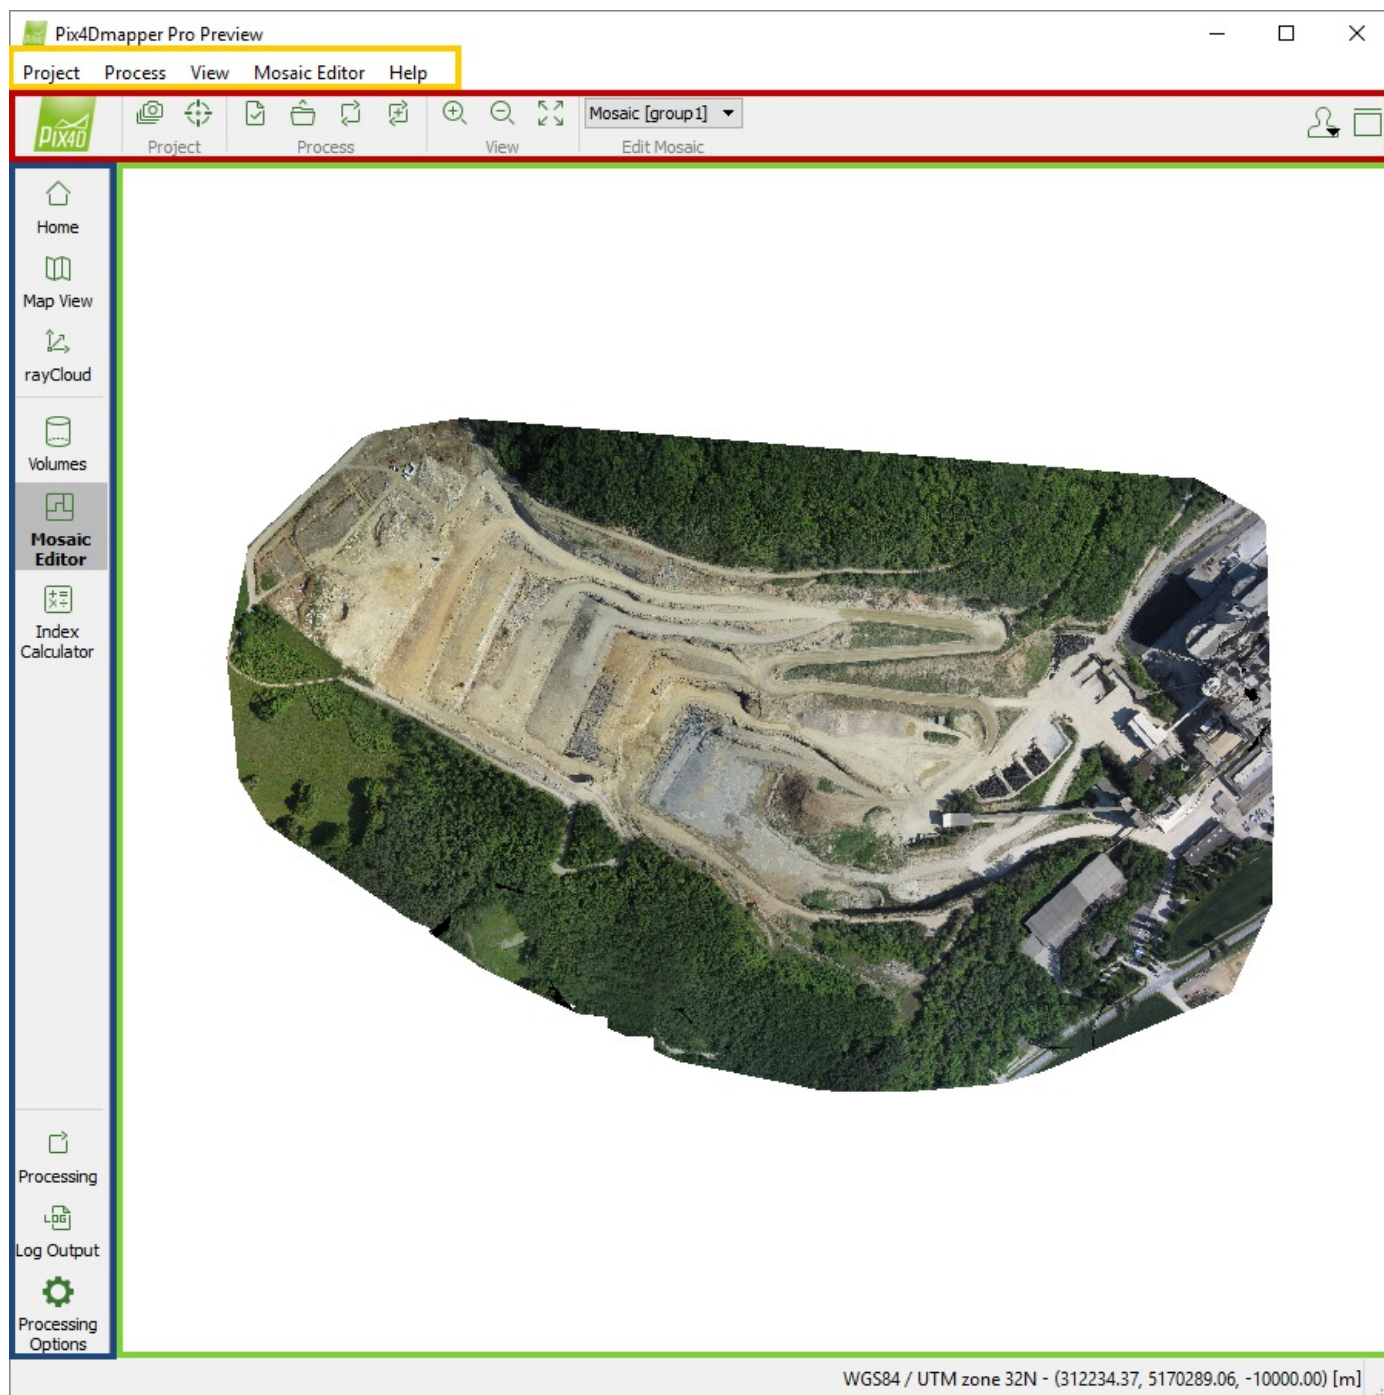 Pix4Dmapper Pro Preview
Project Process View Mosaic Editor Help
PIX4D
Mosaic [group1]
Project Process View Edit Mosaic
Home
Map View
rayCloud
Volumes
Mosaic
Editor
Index
Calculator
Processing
LOG
Log Output
Processing
Options
WGS84 / UTM zone 32N - (312234.37, 5170289.06, -10000.00) [m]